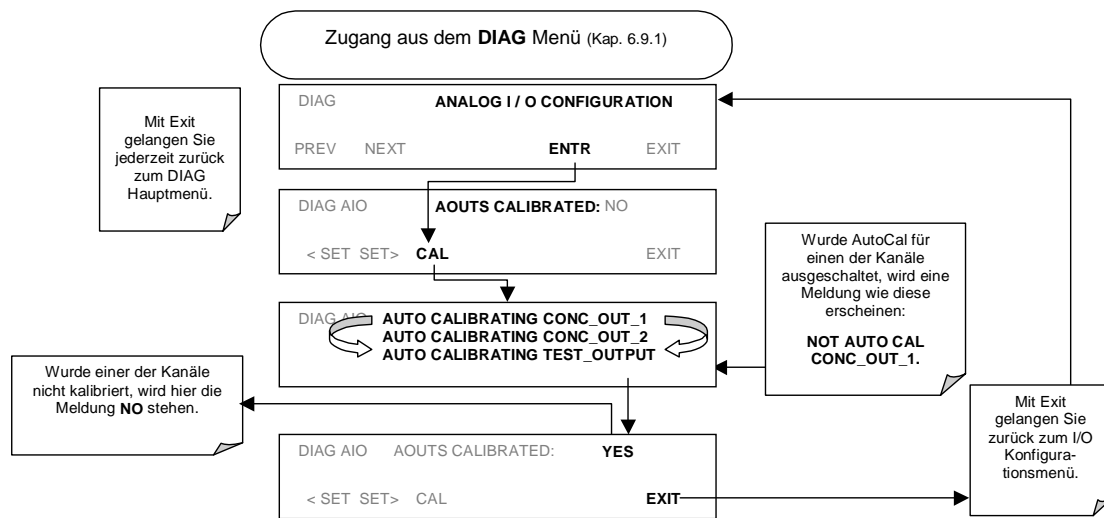 Zugang aus dem DIAG Menü (Kap. 6.9.1)
Mit Exit
gelangen Sie
jederzeit zurück
zum DIAG
Hauptmenü.
DIAG ANALOG I / O CONFIGURATION
PREV NEXT ENTR EXIT
DIAG AIO AOUTS CALIBRATED: NO
< SET SET> CAL EXIT
Wurde AutoCal für
einen der Kanäle
ausgeschaltet, wird eine
Meldung wie diese
erscheinen:
NOT AUTO CAL
CONC_OUT_1.
DIAG AIO AUTO CALIBRATING CONC_OUT_1
AUTO CALIBRATING CONC_OUT_2
AUTO CALIBRATING TEST_OUTPUT
Wurde einer der Kanäle
nicht kalibriert, wird hier die
Meldung NO stehen.
DIAG AIO AOUTS CALIBRATED: YES
< SET SET> CAL EXIT
Mit Exit
gelangen Sie
zurück zum I/O
Konfigura-
tionsmenü.